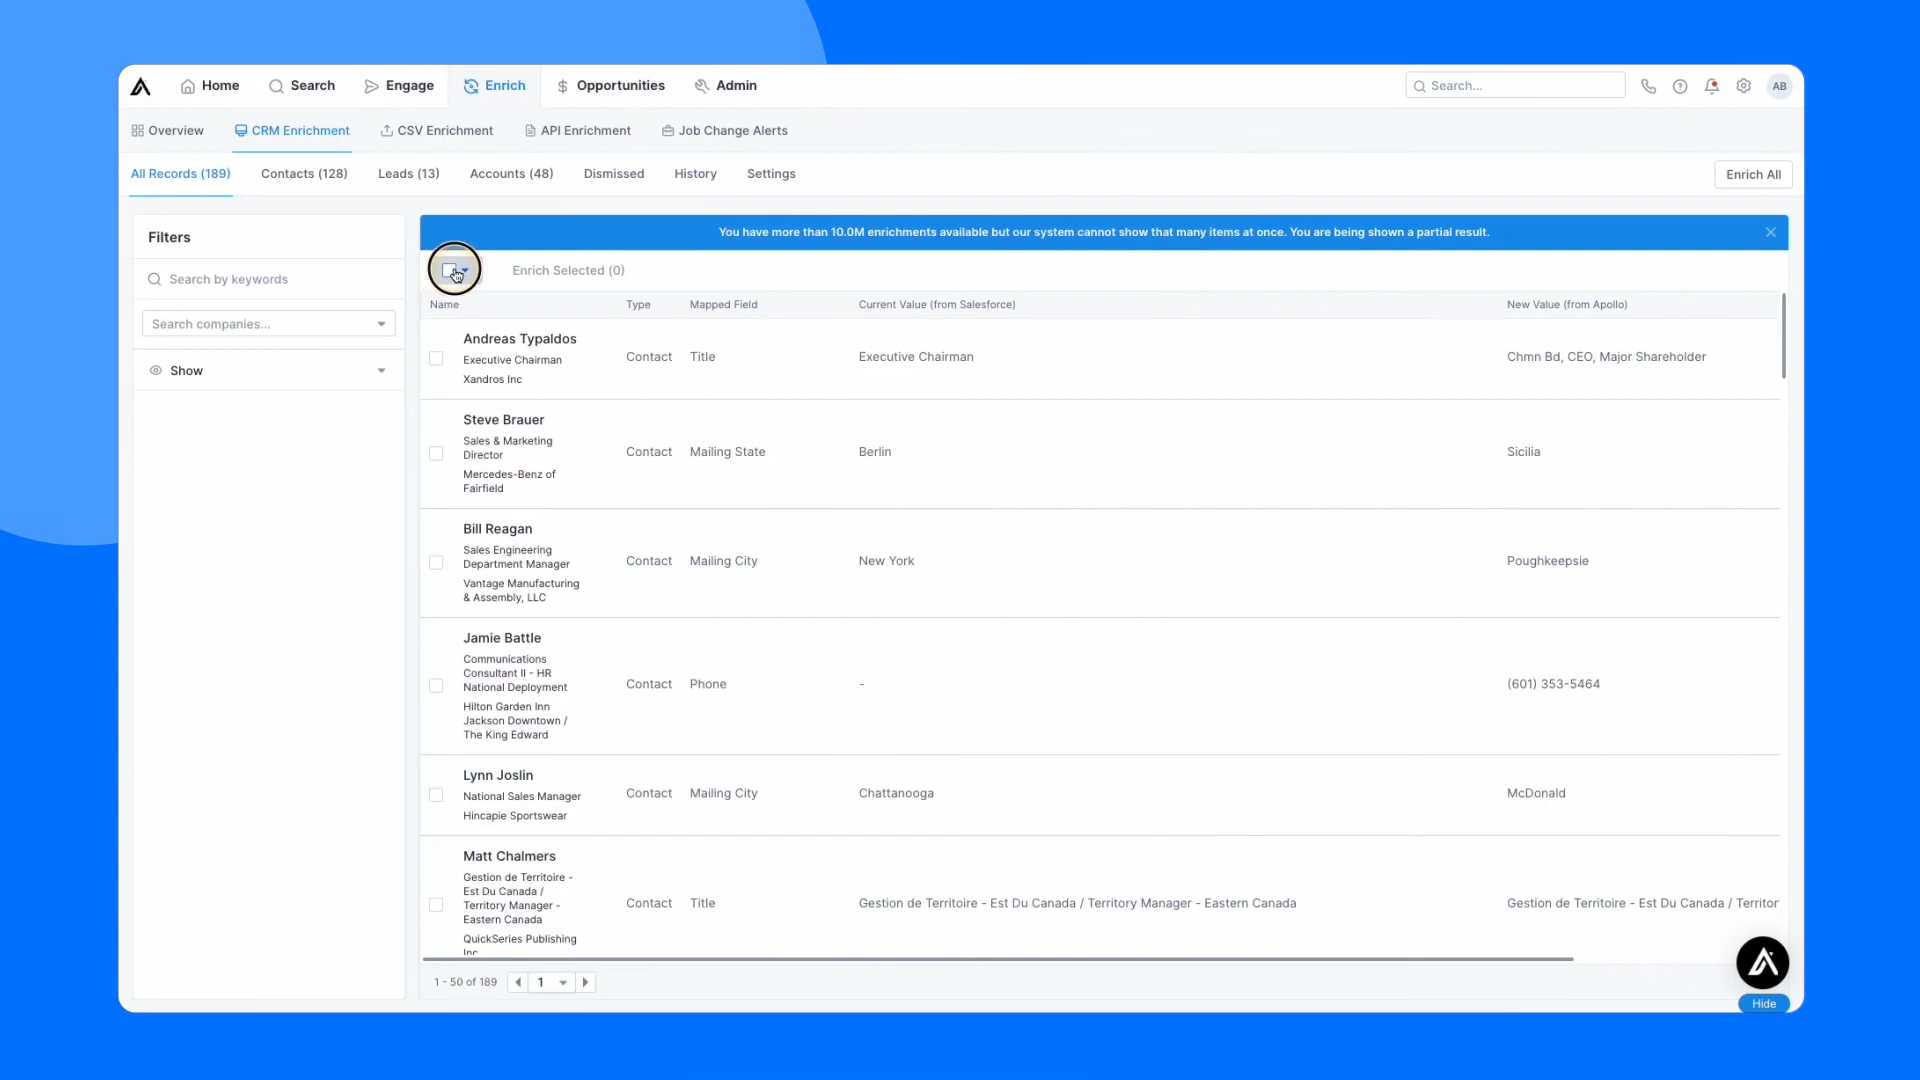 Home
Search
Engage
Enrich
Opportunities
Admin
Search...
AB
Overview
CRM Enrichment
CSV Enrichment
API Enrichment
Job Change Alerts
All Records (189)
Contacts (128)
Leads (13)
Accounts (48)
Dismissed
History
Settings
Enrich All
Filters
Search by keywords
Search companies...
Show
You have more than 10.0M enrichments available but our system cannot show that many items at once. You are being shown a partial result.
Enrich Selected (0)
Name
Type
Mapped Field
Current Value (from Salesforce)
New Value (from Apollo)
Andreas Typaldos
Executive Chairman
Xandros Inc
Contact
Title
Executive Chairman
Chmn Bd, CEO, Major Shareholder
Steve Brauer
Sales & Marketing
Director
Mercedes-Benz of
Fairfield
Contact
Mailing State
Berlin
Sicilia
Bill Reagan
Sales Engineering
Department Manager
Vantage Manufacturing
& Assembly, LLC
Contact
Mailing City
New York
Poughkeepsie
Jamie Battle
Communications
Consultant II - HR
National Deployment
Hilton Garden Inn
Jackson Downtown /
The King Edward
Contact
Phone
-
(601) 353-5464
Lynn Joslin
National Sales Manager
Hincapie Sportswear
Contact
Mailing City
Chattanooga
McDonald
Matt Chalmers
Gestion de Territoire -
Est Du Canada /
Territory Manager -
Eastern Canada
QuickSeries Publishing
Inc
Contact
Title
Gestion de Territoire - Est Du Canada / Territory Manager - Eastern Canada
Gestion de Territoire - Est Du Canada / Territor
1 - 50 of 189
1
Hide